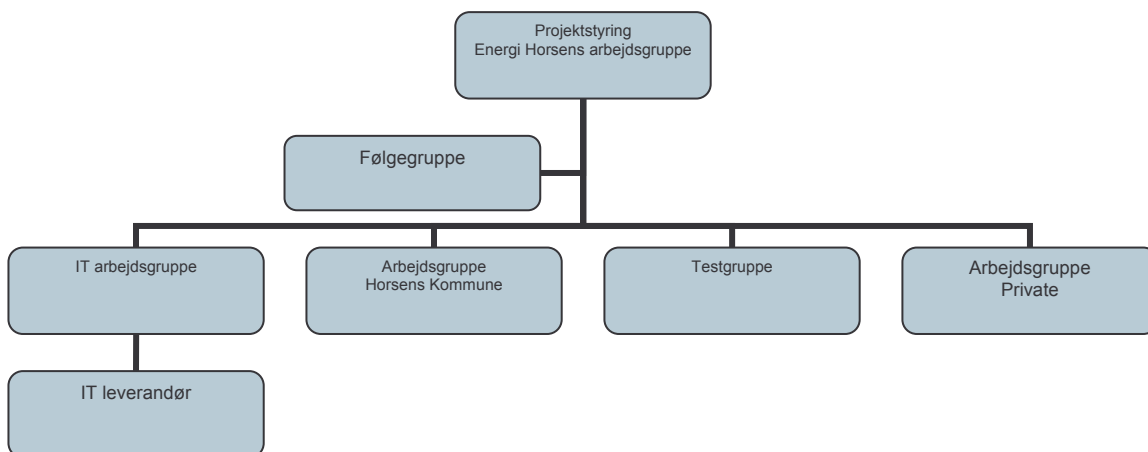 Projektstyring
Energi Horsens arbejdsgruppe
Følgegruppe
IT arbejdsgruppe
Arbejdsgruppe
Horsens Kommune
Testgruppe
Arbejdsgruppe
Private
IT leverandør